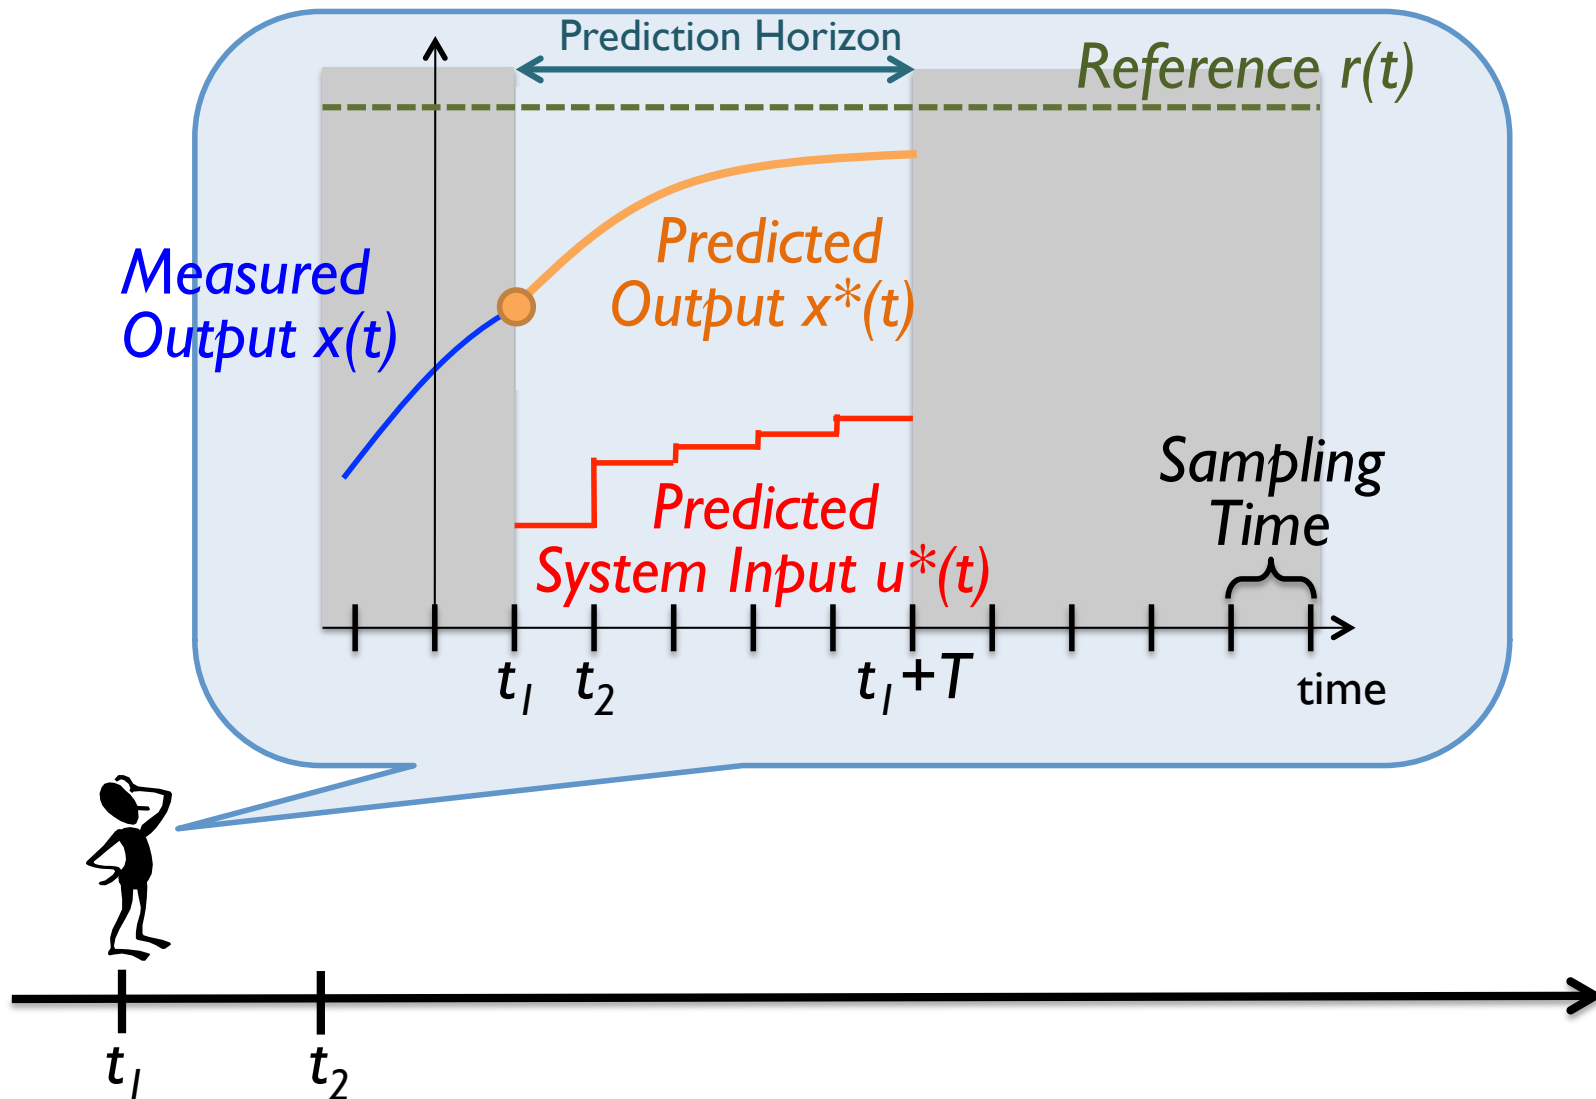 Prediction Horizon
Reference r(t)
Measured
Output x(t)
Predicted
Output x*(t)
Sampling
Time
Predicted
System Input u*(t)
t₁
t₂
t₁+T
time
t₁
t₂